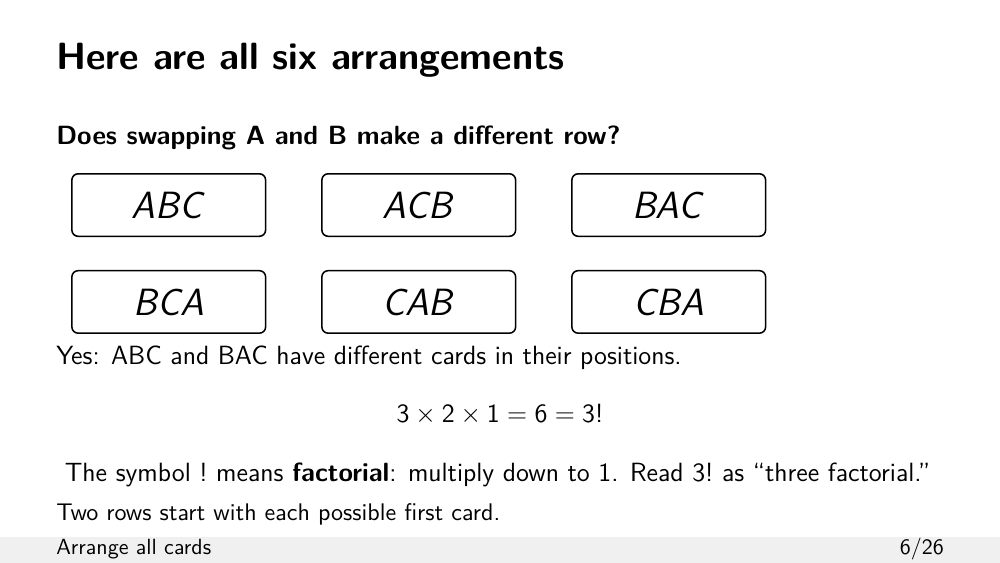 Here are all six arrangements
Does swapping A and B make a different row?
ABC ACB BAC
BCA CAB CBA
Yes: ABC and BAC have different cards in their positions.
3 × 2 × 1 = 6 = 3!
The symbol ! means factorial: multiply down to 1. Read 3! as “three factorial.”
Two rows start with each possible first card.
Arrange all cards 6/26